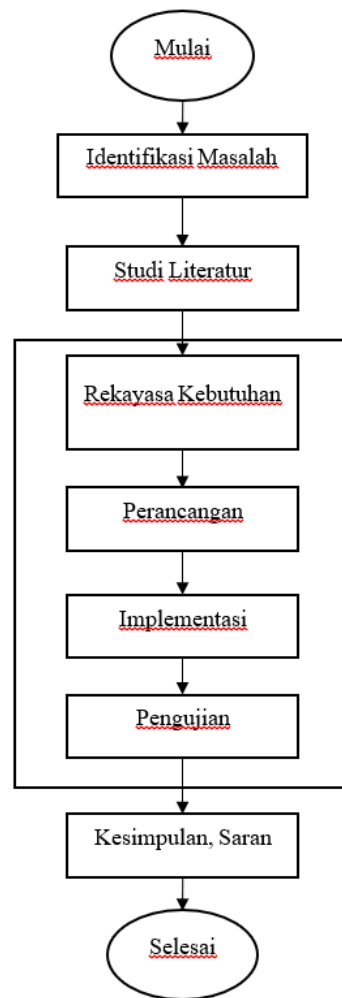 Mulai
Identifikasi Masalah
Studi Literatur
Rekayasa Kebutuhan
Perancangan
Implementasi
Pengujian
Kesimpulan, Saran
Selesai